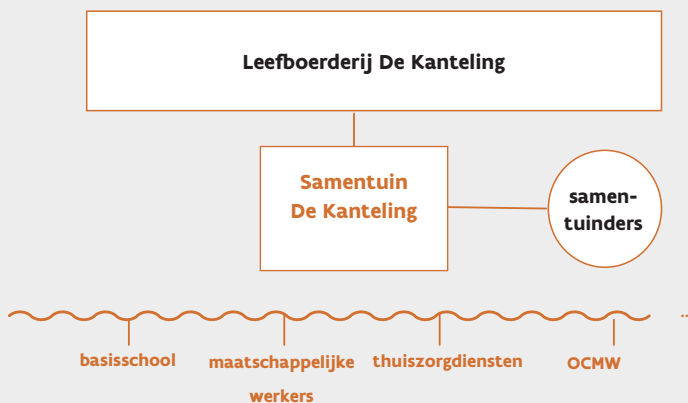 Leefboerderij De Kanteling
Samentuin
De Kanteling
samen-
tuinders
basisschool
maatschappelijke
werkers
thuiszorgdiensten
OCMW